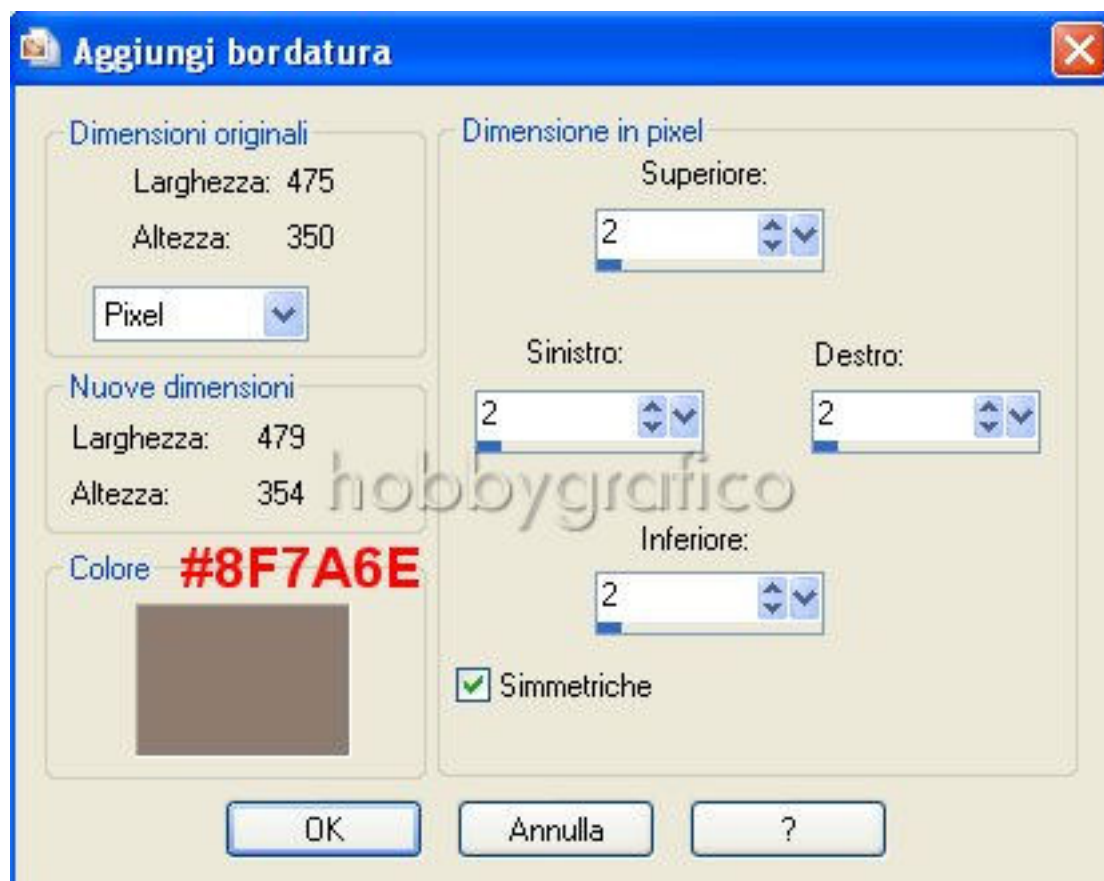 Aggiungi bordatura
Dimensioni originali
Larghezza: 475
Altezza: 350
Pixel
Nuove dimensioni
Larghezza: 479
Altezza: 354
Colore #8F7A6E
Dimensione in pixel
Superiore:
2
Sinistro:
2
Destro:
2
Inferiore:
2
Simmetriche
hobbygrafico
OK
Annulla
?